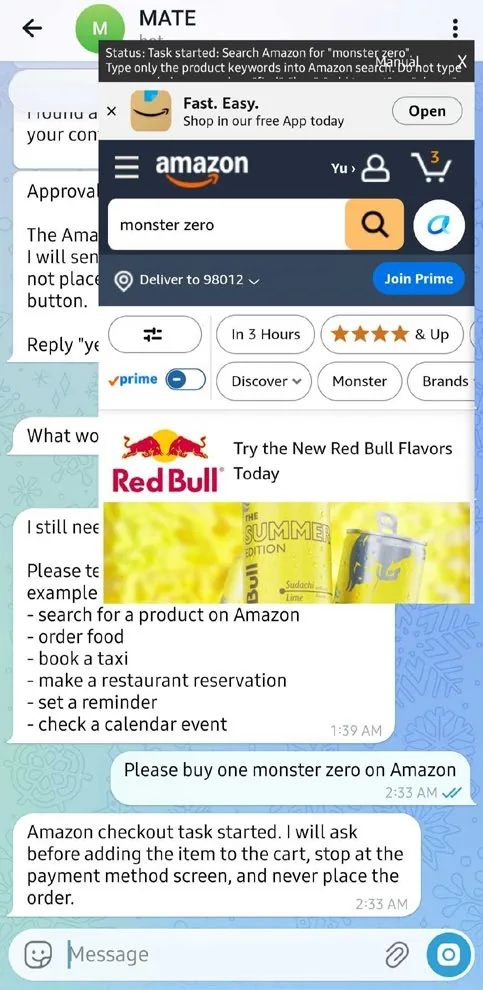 M
MATE
bot
Status: Task started: Search Amazon for "monster zero".
Manual
X
Type only the product keywords into Amazon search. Do not type
×
Fast. Easy.
Shop in our free App today
Open
amazon
Yu ›
3
monster zero
Deliver to 98012
Join Prime
In 3 Hours
& Up
prime
Discover
Monster
Brands
Red Bull
Try the New Red Bull Flavors
Today
THE
SUMMER
EDITION
Bull
Sudachi
Lime
I found a
your con
Approval
The Ama
I will sen
not place
button.
Reply "ye
What wo
I still nee
Please te
example
- search for a product on Amazon
- order food
- book a taxi
- make a restaurant reservation
- set a reminder
- check a calendar event
1:39 AM
Please buy one monster zero on Amazon
2:33 AM
Amazon checkout task started. I will ask
before adding the item to the cart, stop at the
payment method screen, and never place the
order.
2:33 AM
Message